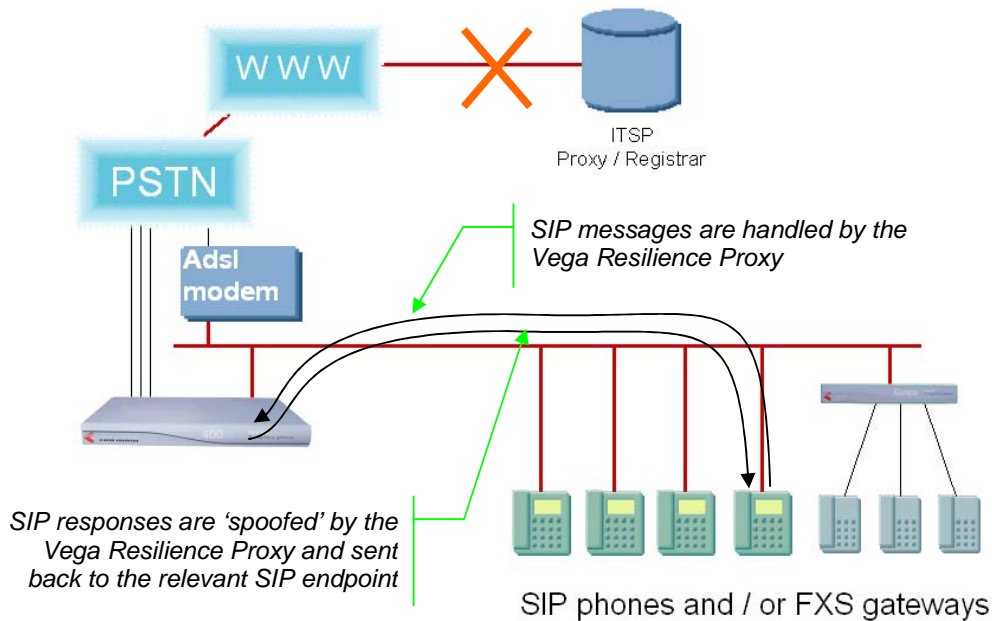 WWW
ITSP
Proxy / Registrar
PSTN
SIP messages are handled by the
Vega Resilience Proxy
Adsl
modem
400
SIP responses are ‘spoofed’ by the
Vega Resilience Proxy and sent
back to the relevant SIP endpoint
SIP phones and / or FXS gateways